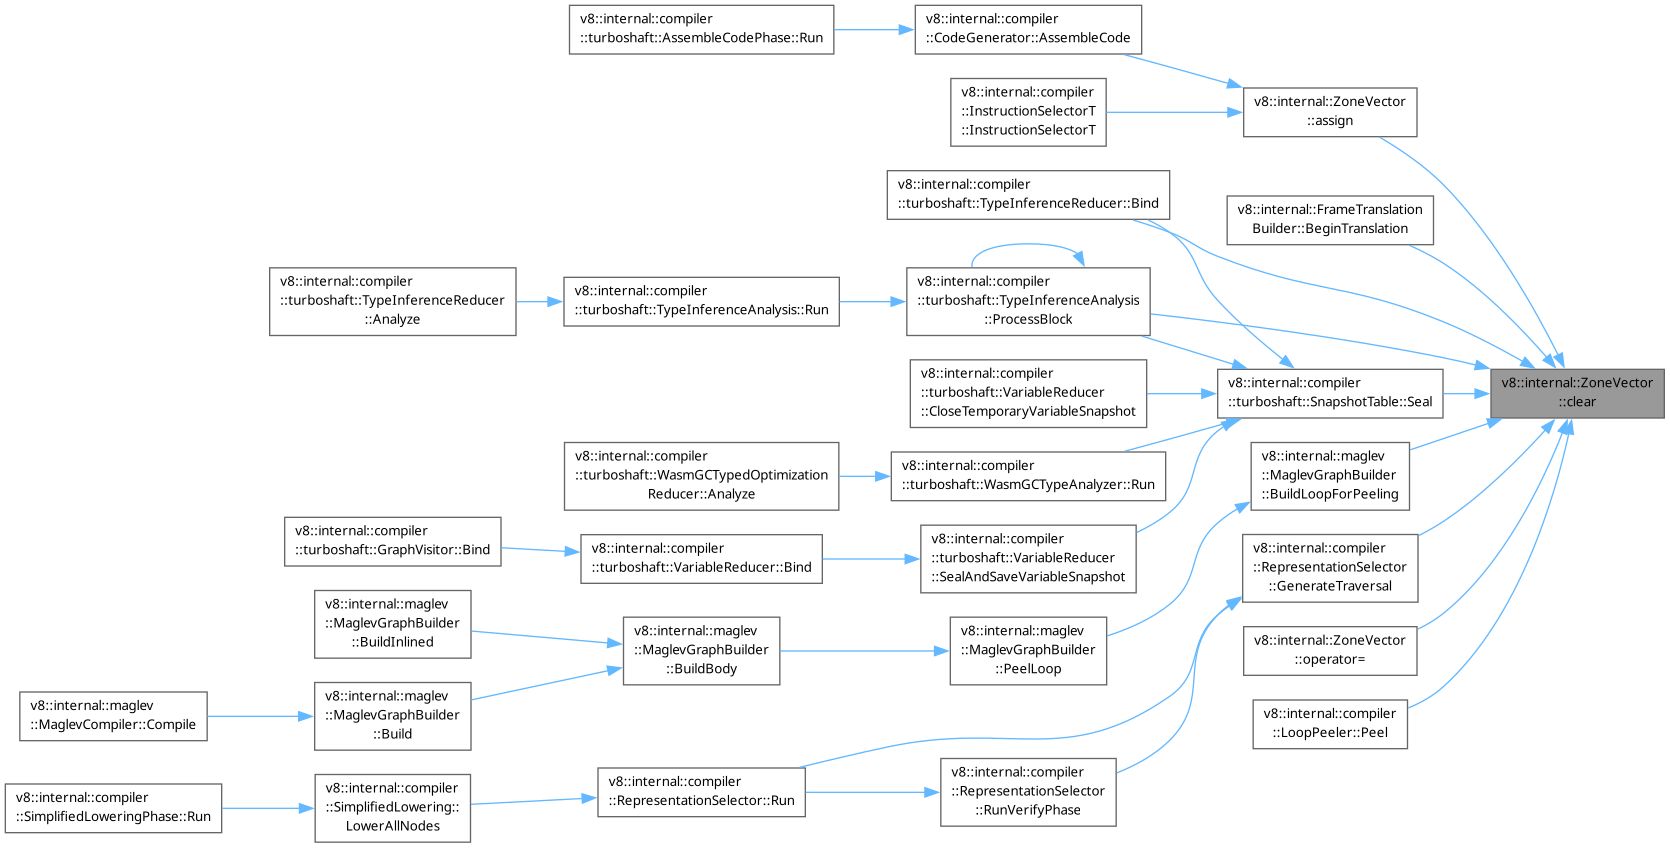 v8::internal::compiler
::turboshaft::AssembleCodePhase::Run
v8::internal::compiler
::CodeGenerator::AssembleCode
v8::internal::compiler
::InstructionSelectorT
::InstructionSelectorT
v8::internal::ZoneVector
::assign
v8::internal::compiler
::turboshaft::TypeInferenceReducer::Bind
v8::internal::FrameTranslation
Builder::BeginTranslation
v8::internal::compiler
::turboshaft::TypeInferenceReducer
::Analyze
v8::internal::compiler
::turboshaft::TypeInferenceAnalysis::Run
v8::internal::compiler
::turboshaft::TypeInferenceAnalysis
::ProcessBlock
v8::internal::compiler
::turboshaft::VariableReducer
::CloseTemporaryVariableSnapshot
v8::internal::compiler
::turboshaft::SnapshotTable::Seal
v8::internal::ZoneVector
::clear
v8::internal::compiler
::turboshaft::WasmGCTypedOptimization
Reducer::Analyze
v8::internal::compiler
::turboshaft::WasmGCTypeAnalyzer::Run
v8::internal::maglev
::MaglevGraphBuilder
::BuildLoopForPeeling
v8::internal::compiler
::turboshaft::GraphVisitor::Bind
v8::internal::compiler
::turboshaft::VariableReducer::Bind
v8::internal::compiler
::turboshaft::VariableReducer
::SealAndSaveVariableSnapshot
v8::internal::compiler
::RepresentationSelector
::GenerateTraversal
v8::internal::maglev
::MaglevGraphBuilder
::BuildInlined
v8::internal::maglev
::MaglevGraphBuilder
::BuildBody
v8::internal::maglev
::MaglevGraphBuilder
::PeelLoop
v8::internal::ZoneVector
::operator=
v8::internal::maglev
::MaglevCompiler::Compile
v8::internal::maglev
::MaglevGraphBuilder
::Build
v8::internal::compiler
::LoopPeeler::Peel
v8::internal::compiler
::SimplifiedLoweringPhase::Run
v8::internal::compiler
::SimplifiedLowering::
LowerAllNodes
v8::internal::compiler
::RepresentationSelector::Run
v8::internal::compiler
::RepresentationSelector
::RunVerifyPhase